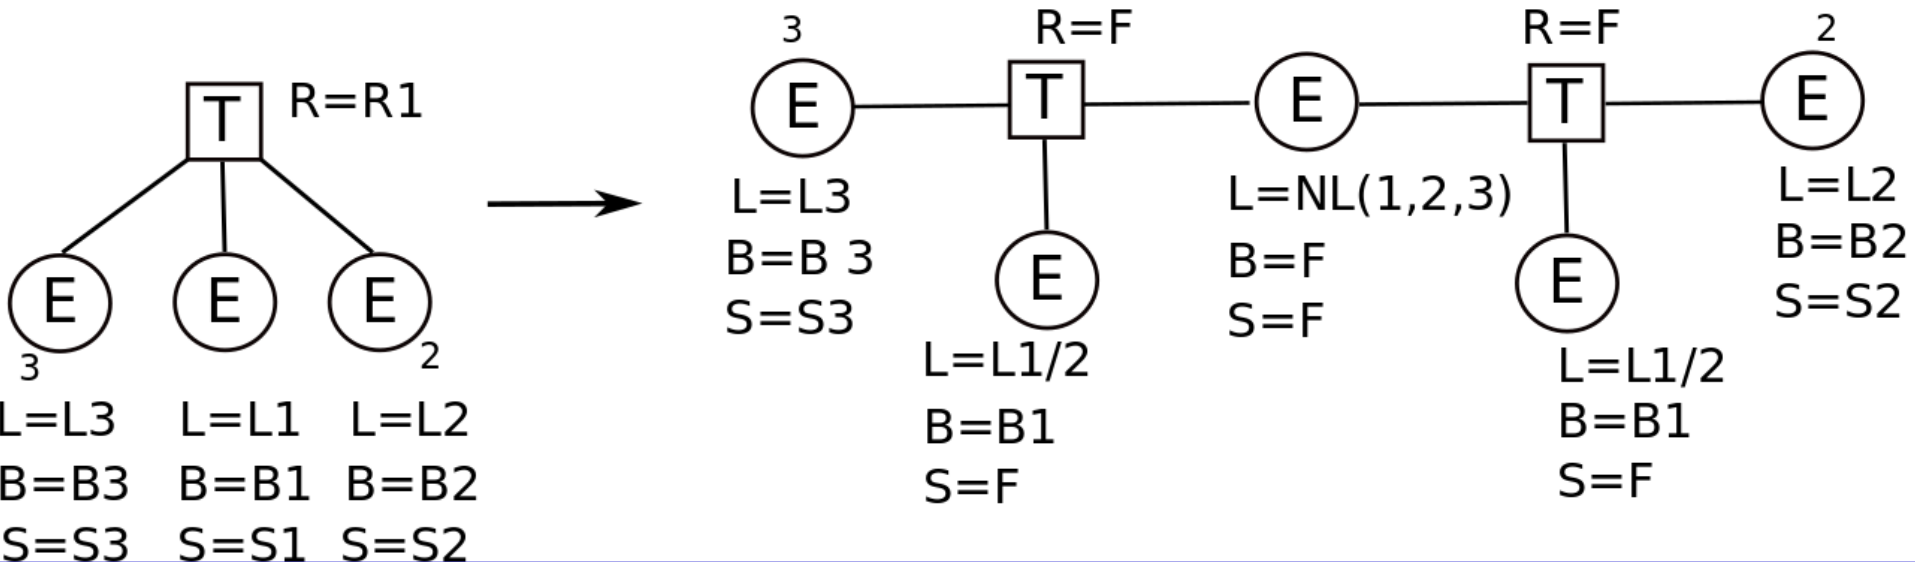 T R=R1
E E E
3 2
L=L3 L=L1 L=L2
B=B3 B=B1 B=B2
S=S3 S=S1 S=S2
3 R=F R=F 2
E T E T E
L=L3 L=NL(1,2,3) L=L2
B=B 3 B=F B=B2
S=S3 S=F S=S2
E E
L=L1/2 L=L1/2
B=B1 B=B1
S=F S=F